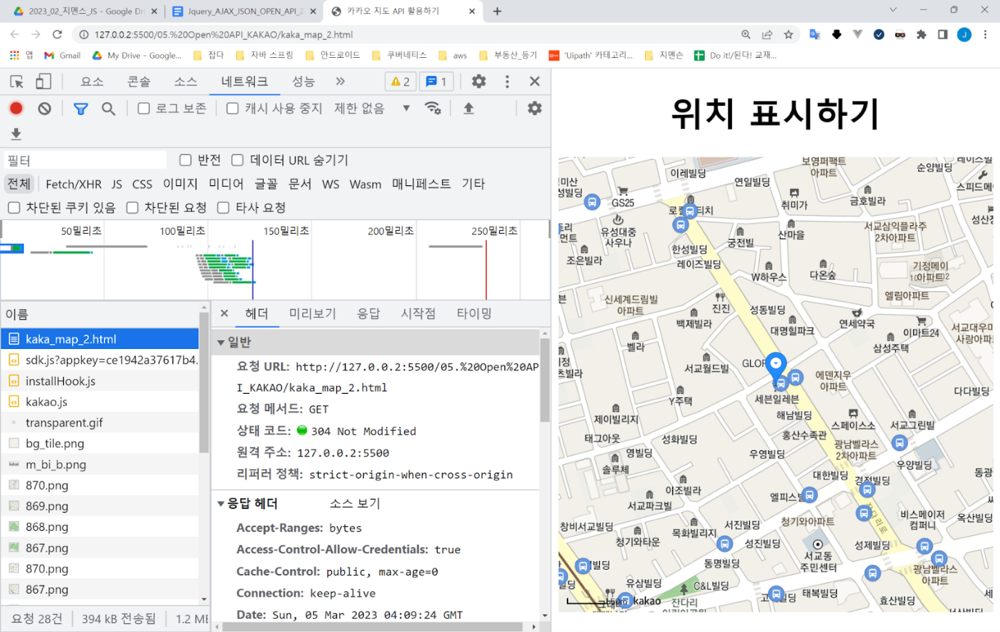 2023_02_지멘스_JS - Google Dri
Jquery_AJAX_JSON_OPEN_API_2
카카오 지도 API 활용하기
127.0.0.2:5500/05.%20Open%20API_KAKAO/kaka_map_2.html
J
앱
Gmail
My Drive - Google...
잡다
자바 스프링
안드로이드
쿠버네티스
aws
부동산_등기
'Uipath' 카테고리...
지멘슨
Do it!/된다! 교재...
요소
콘솔
소스
네트워크
성능
2
1
로그 보존
캐시 사용 중지
제한 없음
필터
반전
데이터 URL 숨기기
전체
Fetch/XHR
JS
CSS
이미지
미디어
글꼴
문서
WS
Wasm
매니페스트
기타
차단된 쿠키 있음
차단된 요청
타사 요청
50밀리초
100밀리초
150밀리초
200밀리초
250밀리초
이름
kaka_map_2.html
sdk.js?appkey=ce1942a37617b4.
installHook.js
kakao.js
transparent.gif
bg_tile.png
m_bi_b.png
870.png
869.png
868.png
867.png
870.png
867.png
요청 28건
394 kB 전송됨
1.2 ME
헤더
미리보기
응답
시작점
타이밍
일반
요청 URL: http://127.0.0.2:5500/05.%20Open%20AP
I_KAKAO/kaka_map_2.html
요청 메서드: GET
상태 코드: 304 Not Modified
원격 주소: 127.0.0.2:5500
리퍼러 정책: strict-origin-when-cross-origin
응답 헤더
소스 보기
Accept-Ranges: bytes
Access-Control-Allow-Credentials: true
Cache-Control: public, max-age=0
Connection: keep-alive
Date: Sun, 05 Mar 2023 04:09:24 GMT
위치 표시하기
이레빌딩
연일빌딩
보영퍼팩트
아파트
순양빌딩
스피드메
GS25
취미가
금호빌라
유성대중
사우나
한성빌딩
궁전빌
산마을
서교삼익플라주
2차아파트
조은빌라
레이즈빌딩
W하우스
다온숲
기정메이
엘림아파트
신세계드림빌
아파트
진진
성동빌딩
백제빌라
대명힐파크
연세약국
이마트24
서교대우미
사랑아파트
벨라
삼성주택
서교월드빌
세븐일레븐
에덴지우
아파트
다다빌딩
Y주택
해남빌딩
제이빌리지
스페이스소
서교그린빌
태그아웃
성화빌딩
홍산수족관
영빌딩
우영빌딩
광남벨라스
2차아파트
솔루체
우양빌딩
대한빌딩
경정빌딩
이조빌라
서교파크빌
엘피스빌
비스메이저
컴퍼니
옥산빌딩
창비서교빌딩
서진빌딩
청기와아파트
목화빌리지
청기와타운
성진빌딩
성제빌딩
서교동
주민센터
동명빌딩
광남벨라스
아파트
유삼빌딩
C&L빌딩
태복빌딩
효산빌딩
kakao
잔다리